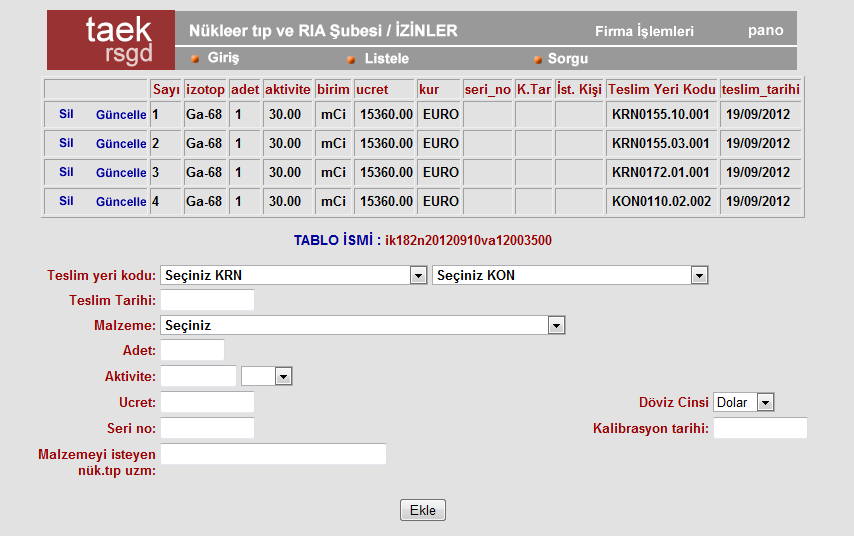 taek
rsgd
Nükleer tıp ve RIA Şubesi / İZİNLER Firma İşlemleri pano
Giriş Listele Sorgu
Sayı izotop adet aktivite birim ucret kur seri_no K.Tar İst. Kişi Teslim Yeri Kodu teslim_tarihi
Sil Güncelle 1 Ga-68 1 30.00 mCi 15360.00 EURO KRN0155.10.001 19/09/2012
Sil Güncelle 2 Ga-68 1 30.00 mCi 15360.00 EURO KRN0155.03.001 19/09/2012
Sil Güncelle 3 Ga-68 1 30.00 mCi 15360.00 EURO KRN0172.01.001 19/09/2012
Sil Güncelle 4 Ga-68 1 30.00 mCi 15360.00 EURO KON0110.02.002 19/09/2012
TABLO İSMİ : ik182n20120910va12003500
Teslim yeri kodu: Seçiniz KRN Seçiniz KON
Teslim Tarihi:
Malzeme: Seçiniz
Adet:
Aktivite:
Ucret: Döviz Cinsi Dolar
Seri no: Kalibrasyon tarihi:
Malzemeyi isteyen
nük.tıp uzm:
Ekle